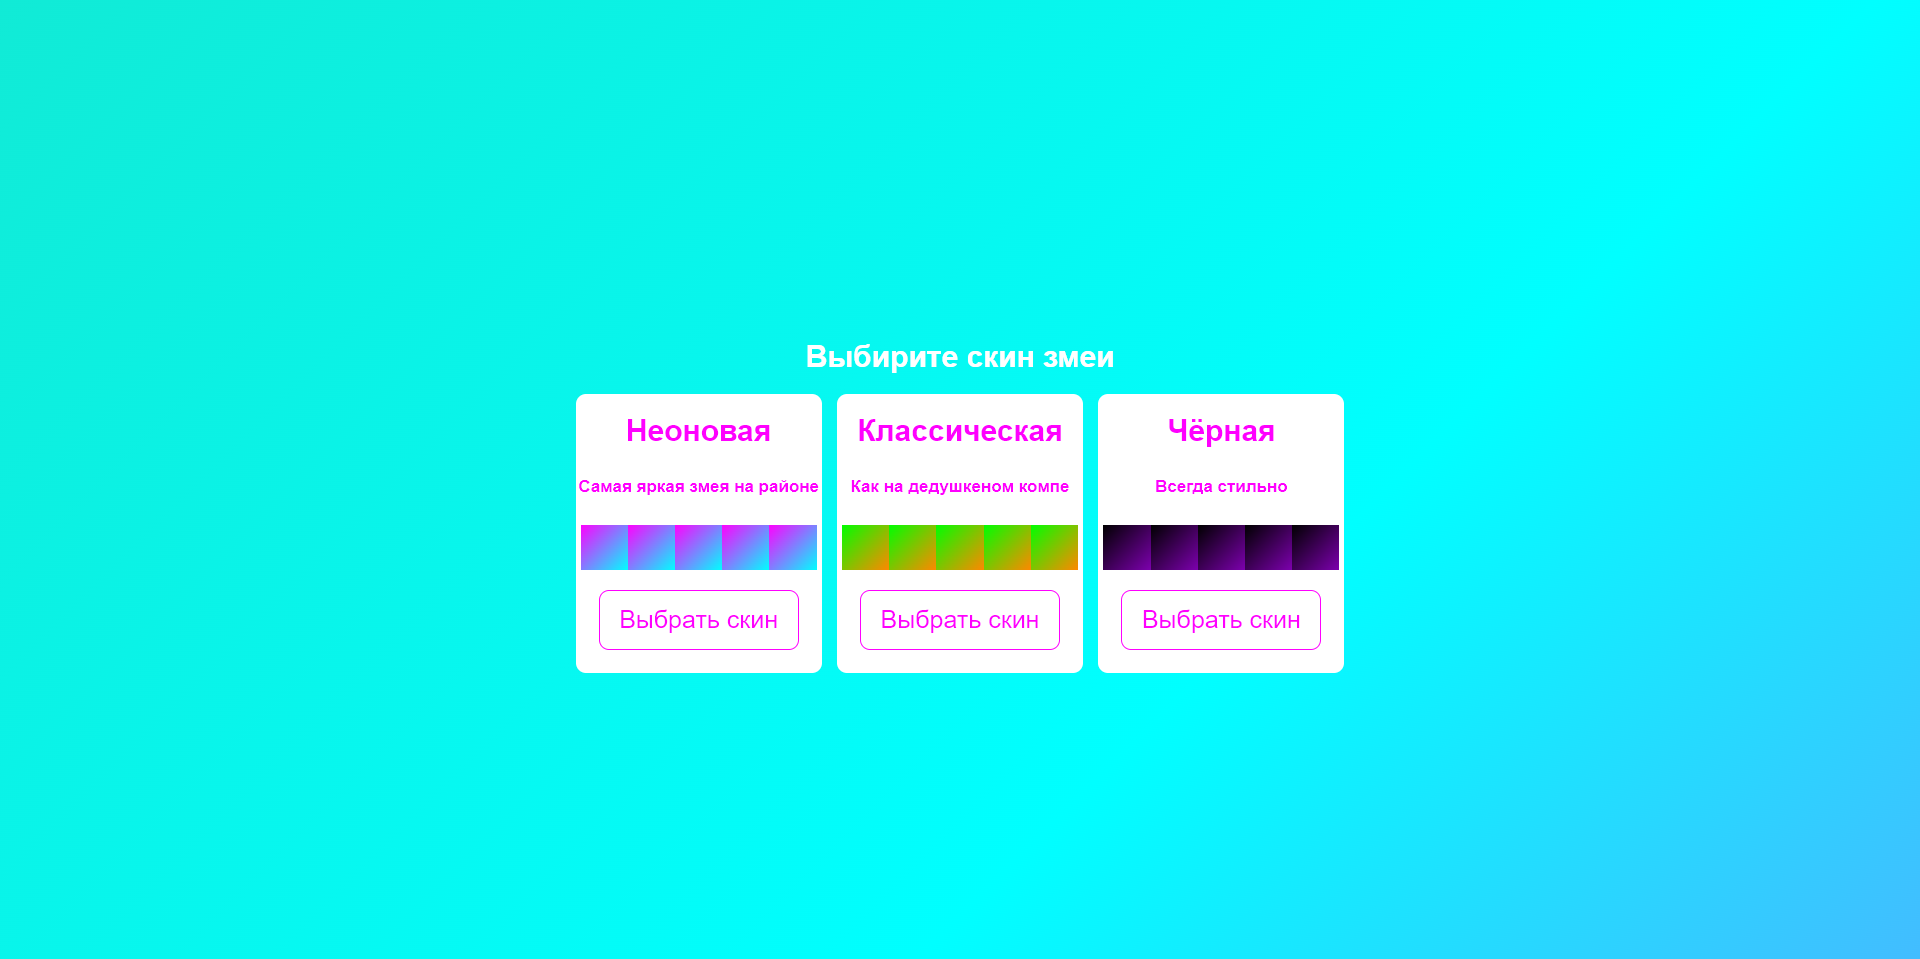 Выбирите скин змеи
Неоновая
Самая яркая змея на районе
Выбрать скин
Классическая
Как на дедушкеном компе
Выбрать скин
Чёрная
Всегда стильно
Выбрать скин